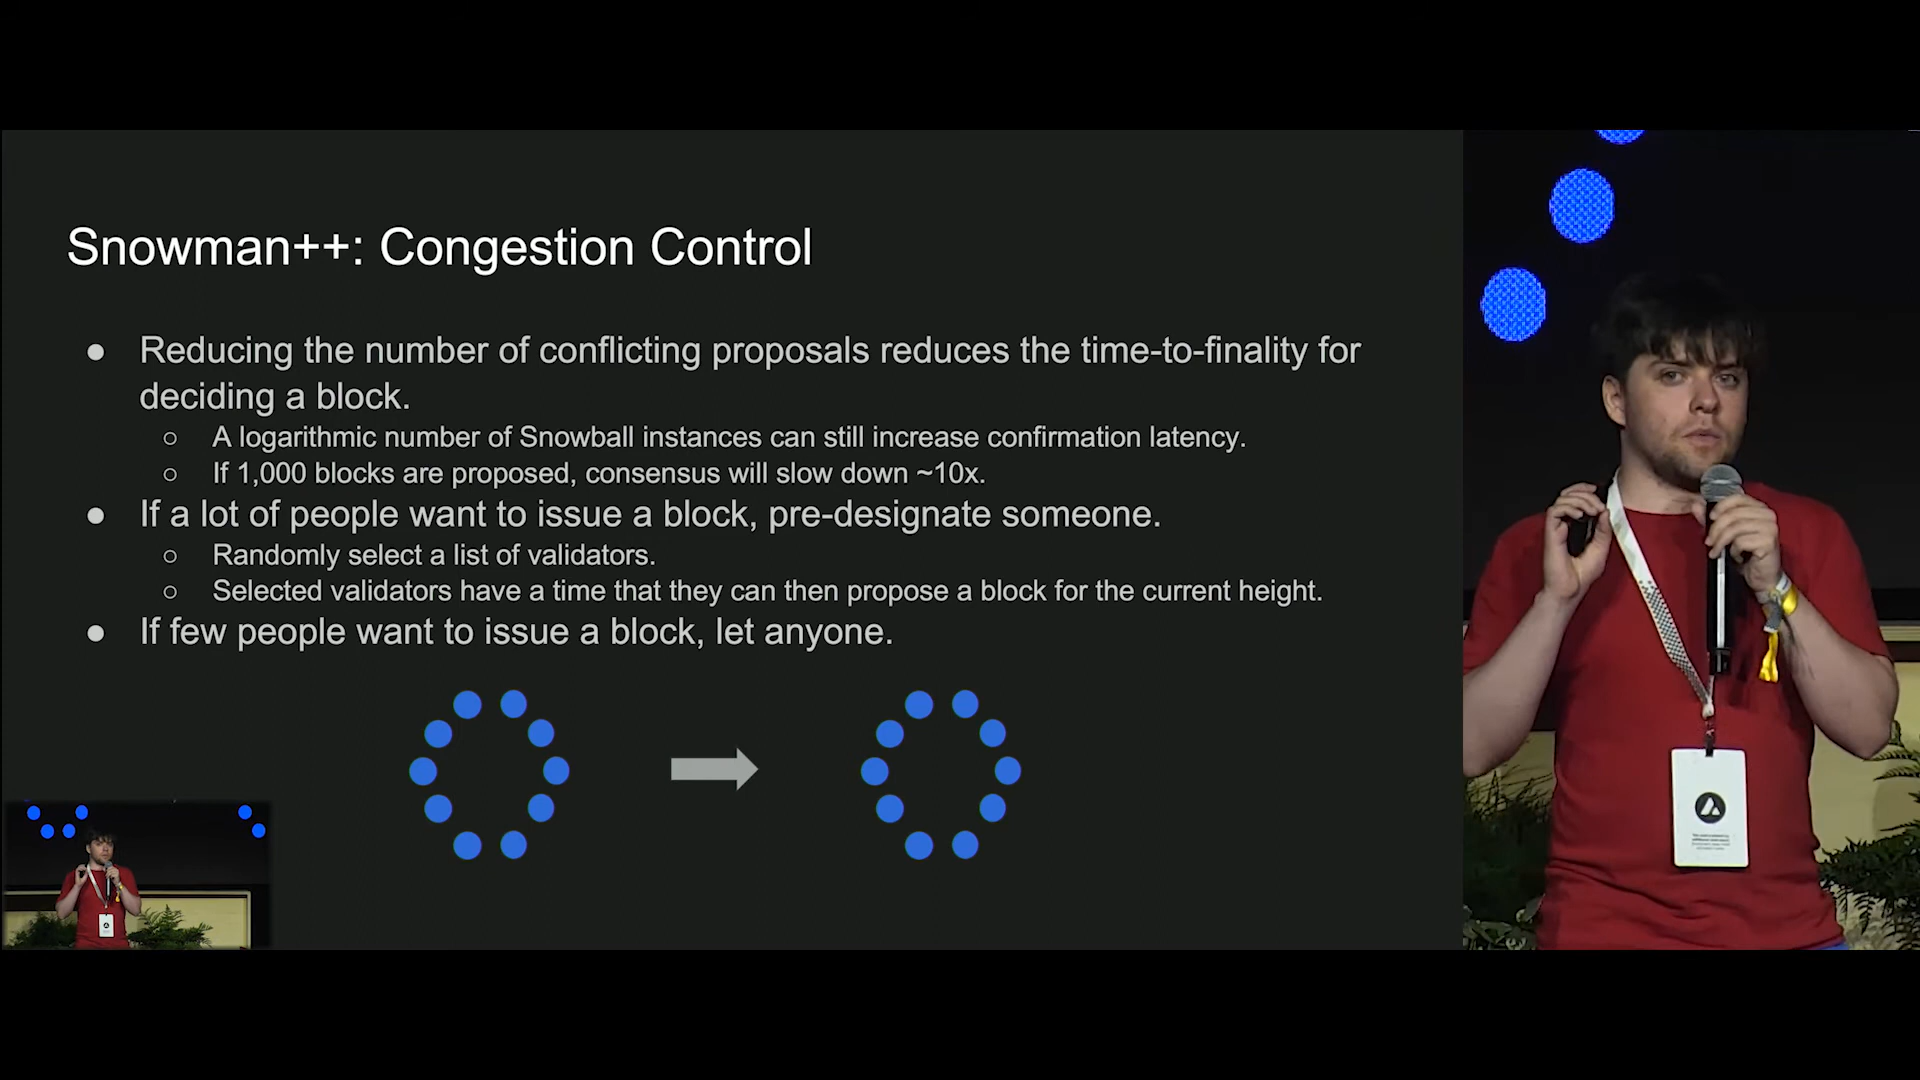 Snowman++: Congestion Control
● Reducing the number of conflicting proposals reduces the time-to-finality for
deciding a block.
○ A logarithmic number of Snowball instances can still increase confirmation latency.
○ If 1,000 blocks are proposed, consensus will slow down ~10x.
● If a lot of people want to issue a block, pre-designate someone.
○ Randomly select a list of validators.
○ Selected validators have a time that they can then propose a block for the current height.
● If few people want to issue a block, let anyone.